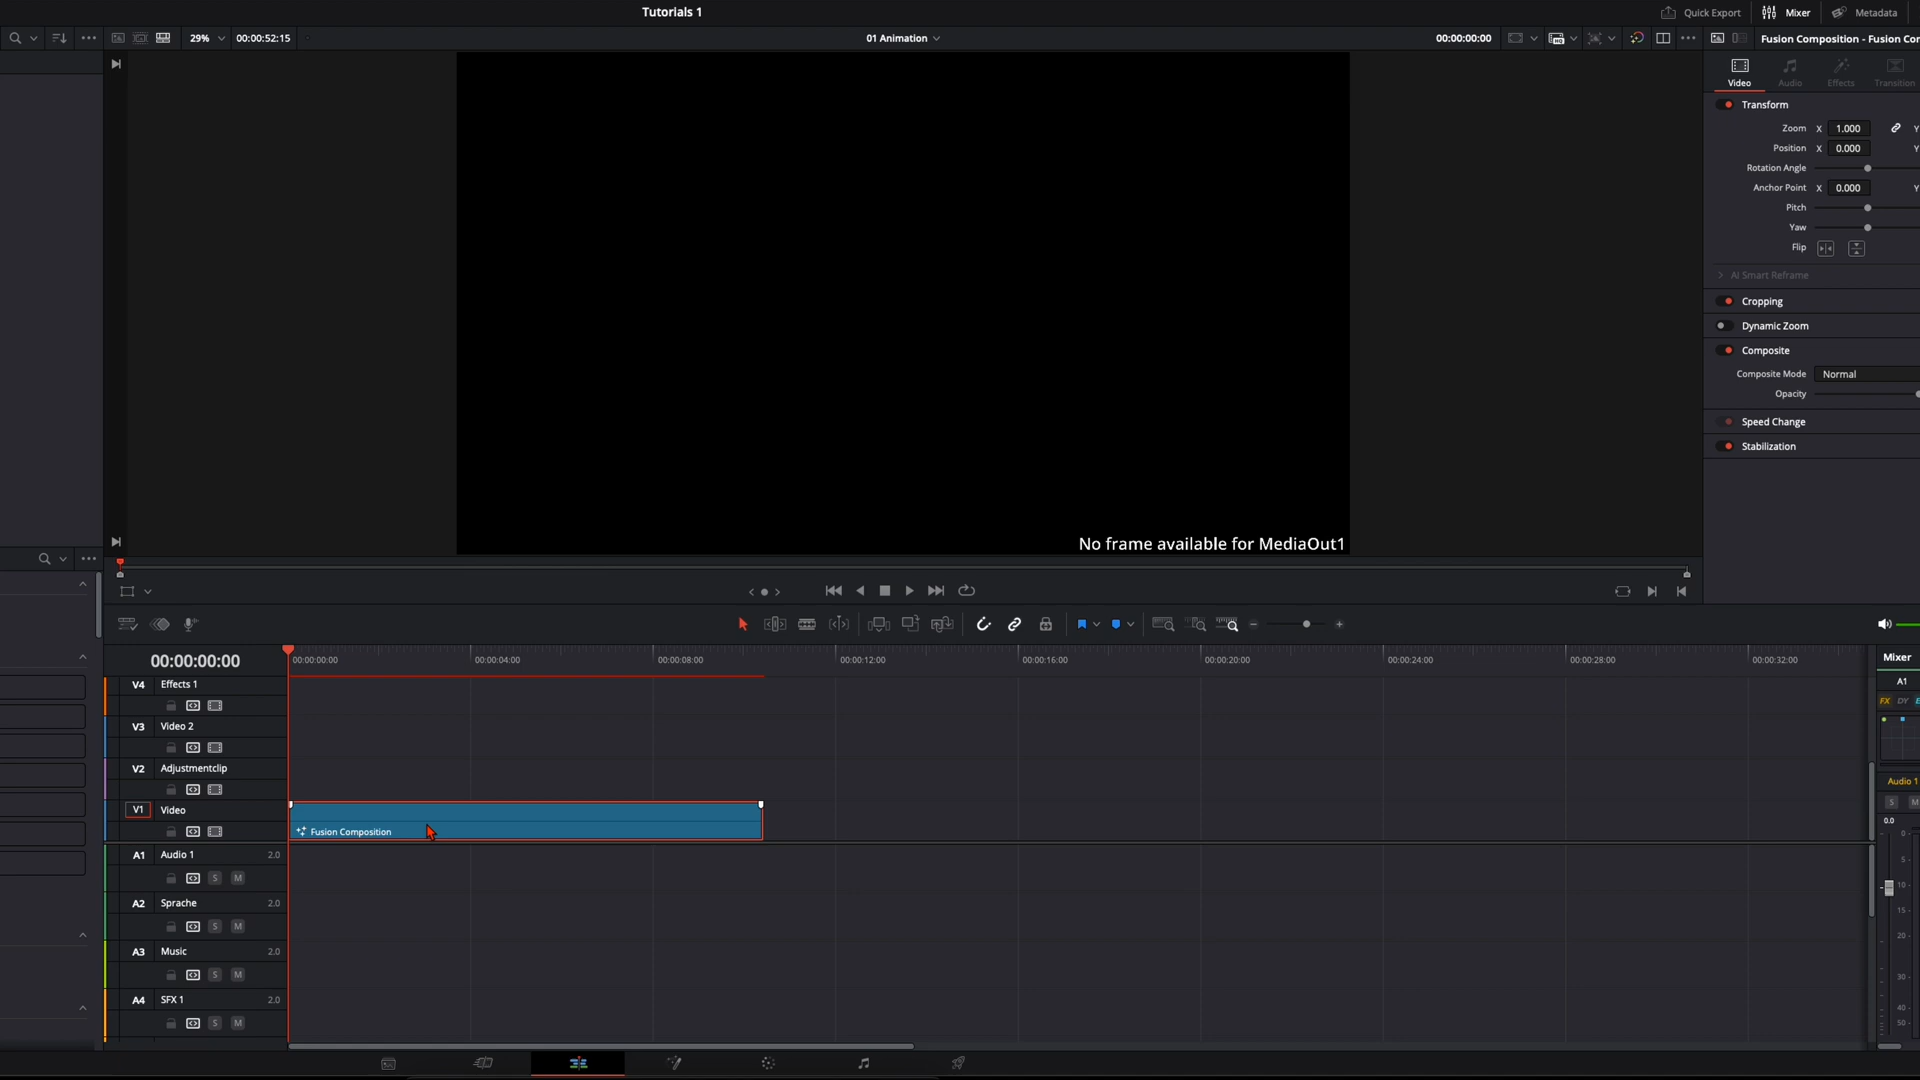 Tutorials 1
Quick Export
Mixer
Metadata
29%
00:00:52:15
01 Animation
00:00:00:00
Fusion Composition - Fusion Cor
Video
Audio
Effects
Transition
Transform
Zoom X 1.000 Y
Position X 0.000 Y
Rotation Angle
Anchor Point X 0.000 Y
Pitch
Yaw
Flip
AI Smart Reframe
Cropping
Dynamic Zoom
Composite
Composite Mode Normal
Opacity
Speed Change
Stabilization
No frame available for MediaOut1
00:00:00:00
00:00:00:00
00:00:04:00
00:00:08:00
00:00:12:00
00:00:16:00
00:00:20:00
00:00:24:00
00:00:28:00
00:00:32:00
V4 Effects 1
V3 Video 2
V2 Adjustmentclip
V1 Video
Fusion Composition
A1 Audio 1 2.0
S M
A2 Sprache 2.0
S M
A3 Music 2.0
S M
A4 SFX 1 2.0
S M
Mixer
A1
FX DY E
Audio 1
S M
0.0
0
5
10
15
20
30
40
50